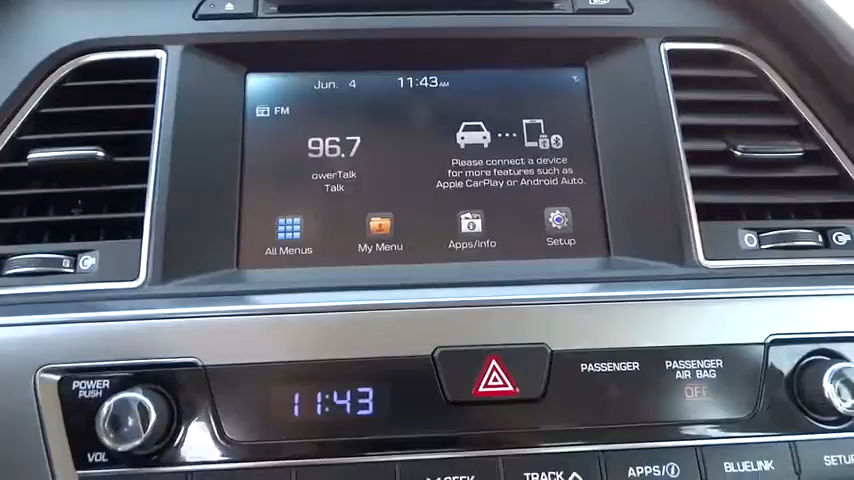 DISP
Jun. 4 11:43 AM
℃
FM
96.7
owerTalk
Talk
Please connect a device
for more features such as
Apple CarPlay or Android Auto.
All Menus
My Menu
Apps/Info
Setup
POWER
PUSH
VOL
11:43
PASSENGER
PASSENGER
AIR BAG
OFF
SEEK
TRACK
APPS/i
BLUELINK
SETUP